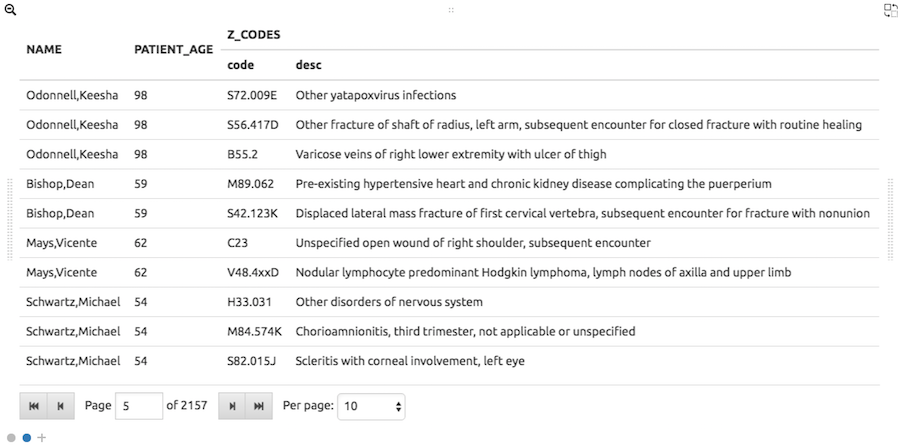 Z_CODES
NAME PATIENT_AGE
code desc
Odonnell,Keesha 98 S72.009E Other yatapoxvirus infections
Odonnell,Keesha 98 S56.417D Other fracture of shaft of radius, left arm, subsequent encounter for closed fracture with routine healing
Odonnell,Keesha 98 B55.2 Varicose veins of right lower extremity with ulcer of thigh
Bishop,Dean 59 M89.062 Pre-existing hypertensive heart and chronic kidney disease complicating the puerperium
Bishop,Dean 59 S42.123K Displaced lateral mass fracture of first cervical vertebra, subsequent encounter for fracture with nonunion
Mays,Vicente 62 C23 Unspecified open wound of right shoulder, subsequent encounter
Mays,Vicente 62 V48.4xxD Nodular lymphocyte predominant Hodgkin lymphoma, lymph nodes of axilla and upper limb
Schwartz,Michael 54 H33.031 Other disorders of nervous system
Schwartz,Michael 54 M84.574K Chorioamnionitis, third trimester, not applicable or unspecified
Schwartz,Michael 54 S82.015J Scleritis with corneal involvement, left eye
Page 5 of 2157 Per page: 10